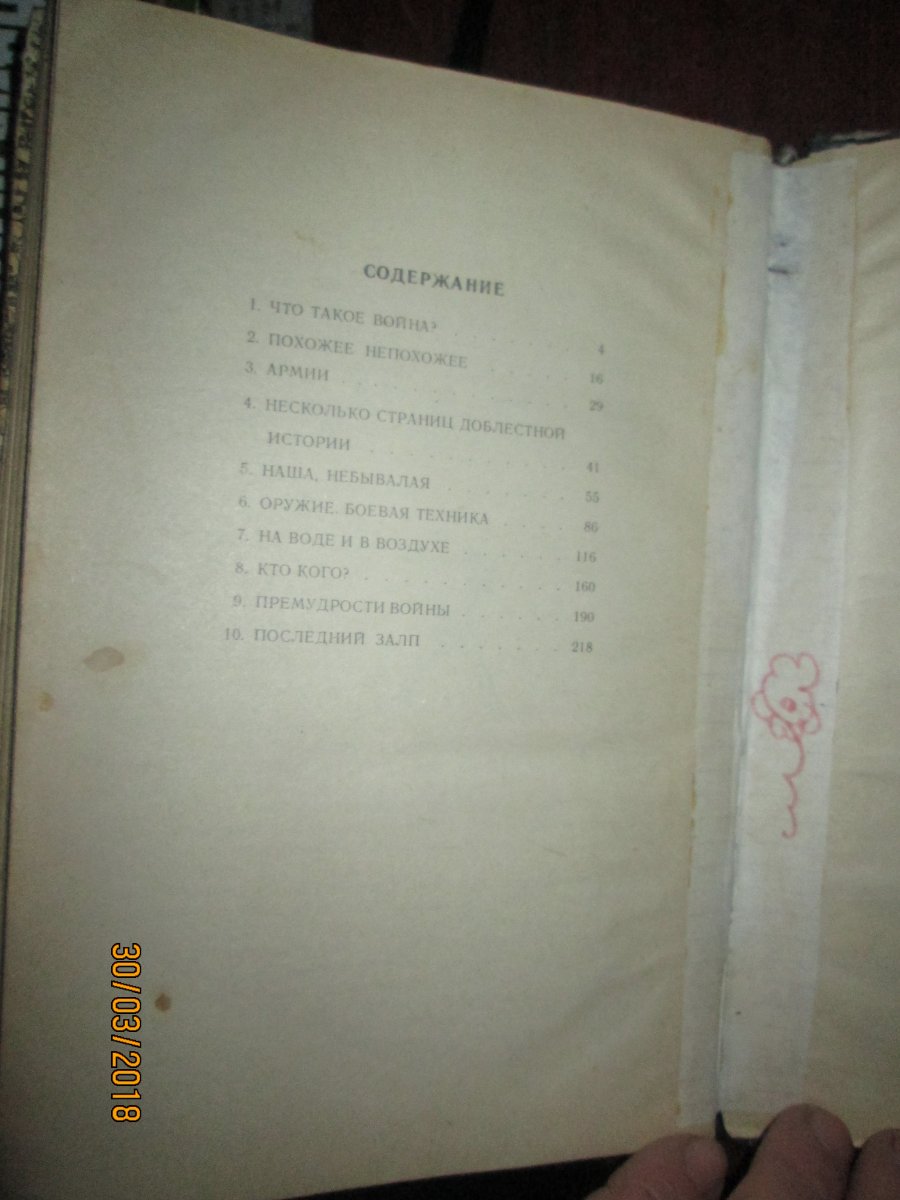 СОДЕРЖАНИЕ
1. ЧТО ТАКОЕ ВОЙНА? . . . . . . . 4
2. ПОХОЖЕЕ НЕПОХОЖЕЕ . . . . . . 16
3. АРМИИ . . . . . . . . . . . 29
4. НЕСКОЛЬКО СТРАНИЦ ДОБЛЕСТНОЙ
ИСТОРИИ . . . . . . . . . . 41
5. НАША, НЕБЫВАЛАЯ . . . . . . . 55
6. ОРУЖИЕ. БОЕВАЯ ТЕХНИКА . . . . . 86
7. НА ВОДЕ И В ВОЗДУХЕ . . . . . . 116
8. КТО КОГО? . . . . . . . . . . 160
9. ПРЕМУДРОСТИ ВОЙНЫ . . . . . . 190
10. ПОСЛЕДНИЙ ЗАЛП . . . . . . . 218
30/03/2018